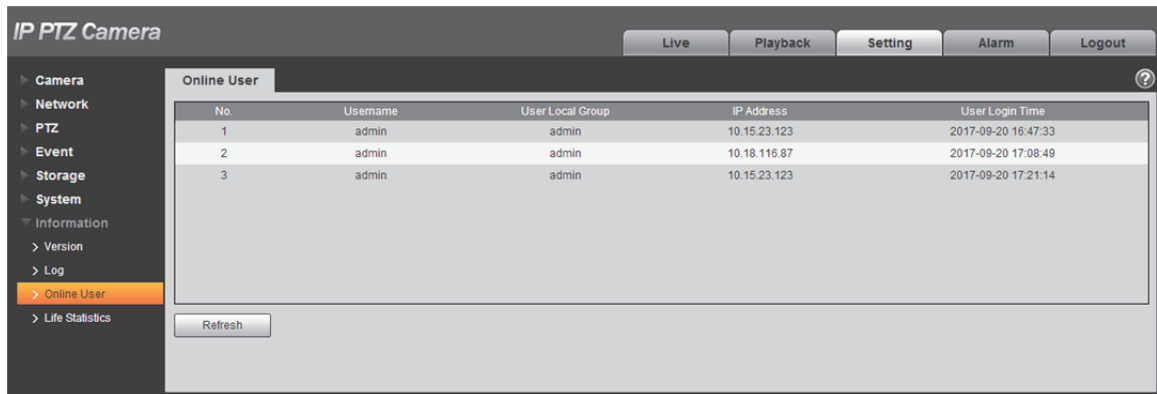 IP PTZ Camera
Live Playback Setting Alarm Logout
Camera
Network
PTZ
Event
Storage
System
Information
Version
Log
Online User
Life Statistics
Online User
?
No. Username User Local Group IP Address User Login Time
1 admin admin 10.15.23.123 2017-09-20 16:47:33
2 admin admin 10.18.116.87 2017-09-20 17:08:49
3 admin admin 10.15.23.123 2017-09-20 17:21:14
Refresh